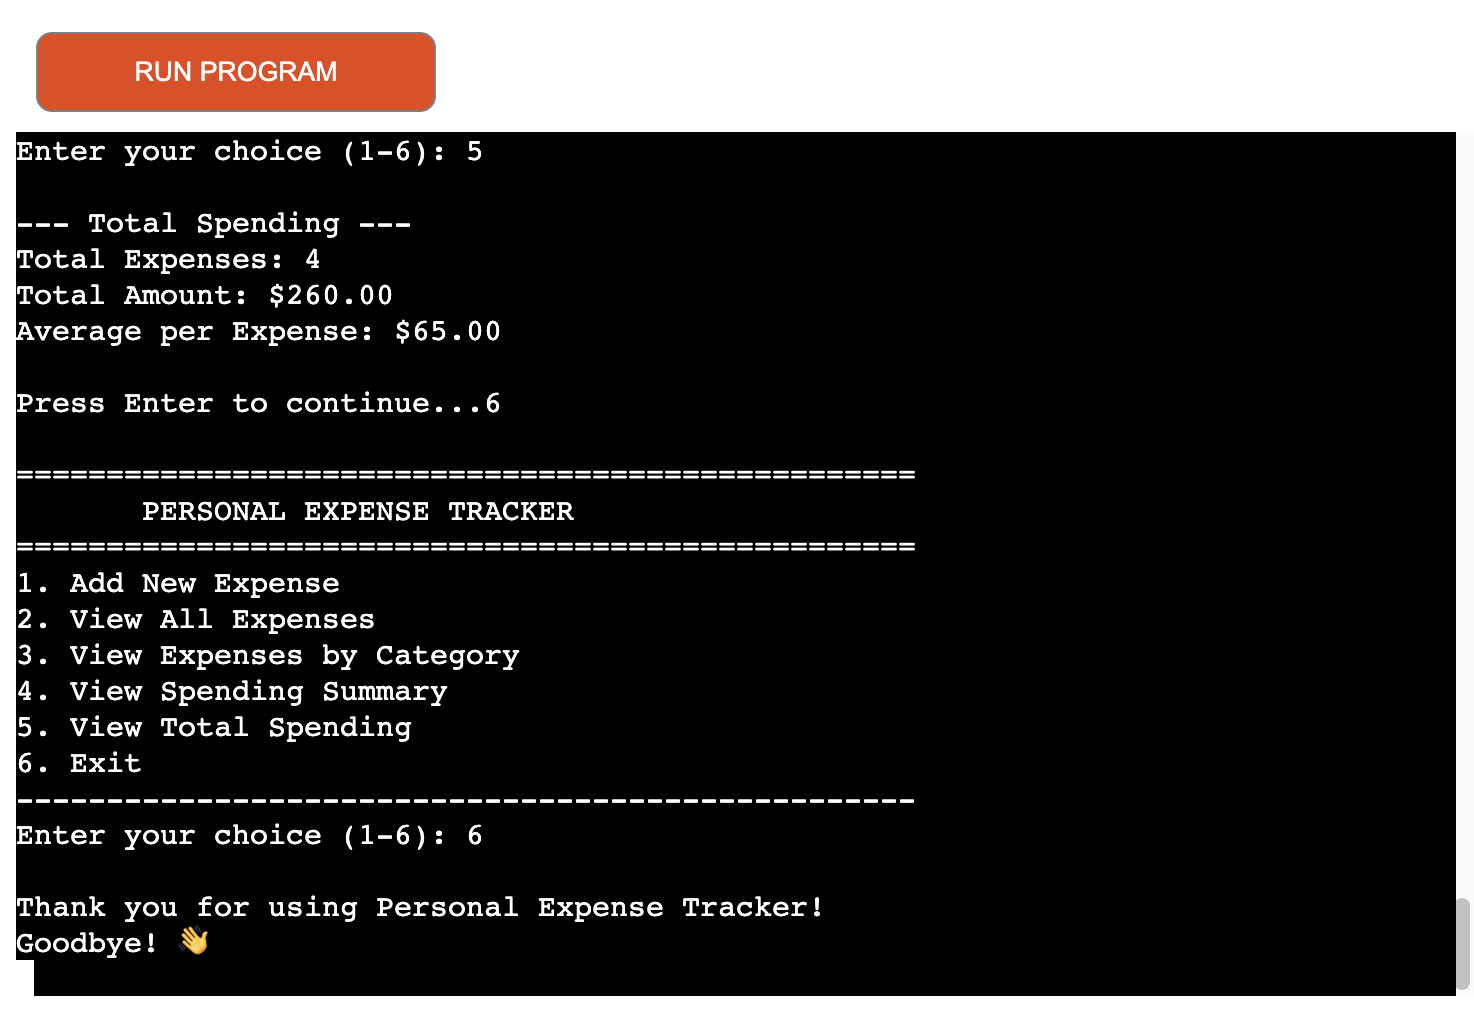 RUN PROGRAM
Enter your choice (1-6): 5
--- Total Spending ---
Total Expenses: 4
Total Amount: $260.00
Average per Expense: $65.00
Press Enter to continue...6
==================================================
PERSONAL EXPENSE TRACKER
==================================================
1. Add New Expense
2. View All Expenses
3. View Expenses by Category
4. View Spending Summary
5. View Total Spending
6. Exit
--------------------------------------------------
Enter your choice (1-6): 6
Thank you for using Personal Expense Tracker!
Goodbye! 👋